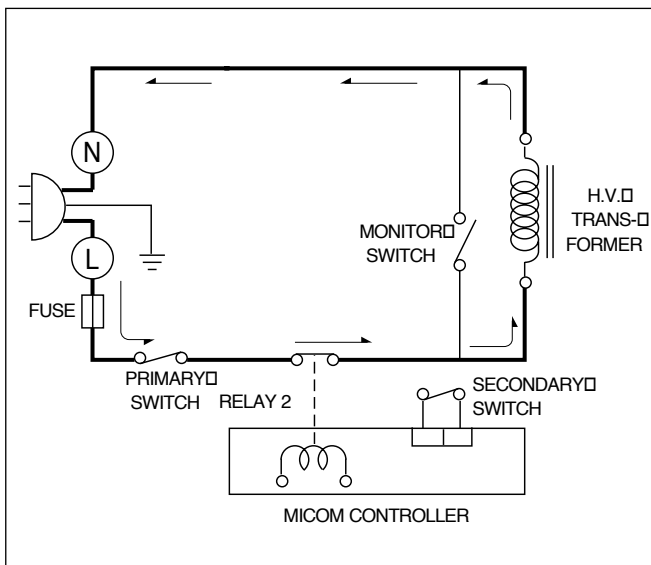 N
H.V.□
TRANS-□
FORMER
MONITOR□
SWITCH
L
FUSE
PRIMARY□
SWITCH
RELAY 2
SECONDARY□
SWITCH
MICOM CONTROLLER